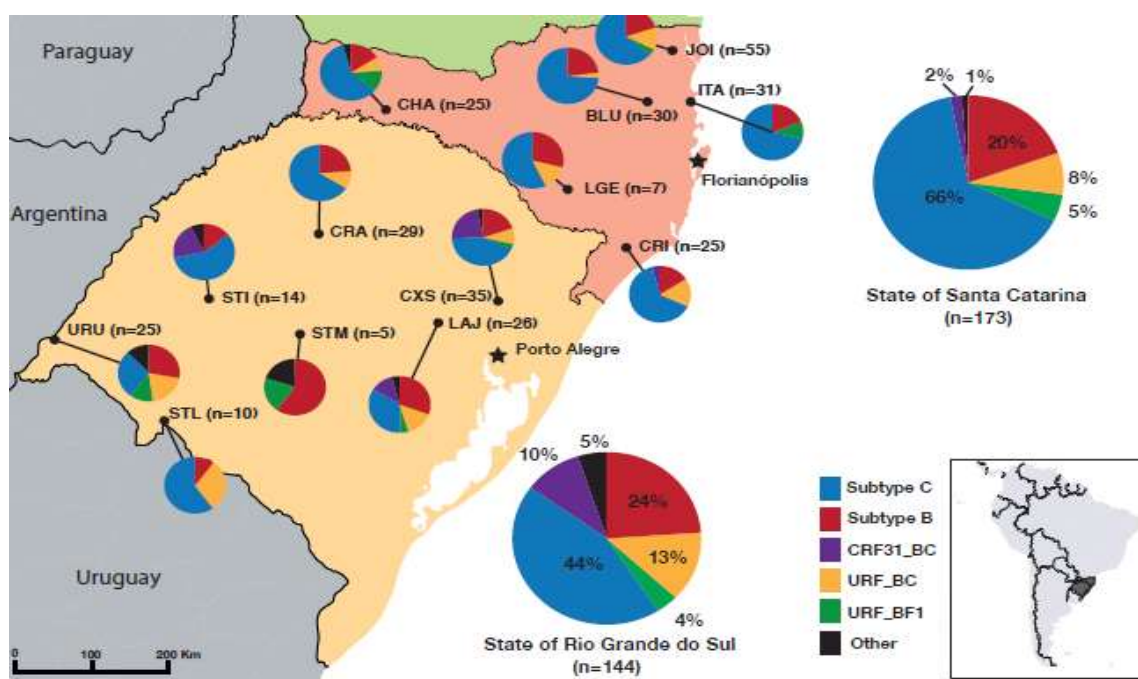 Paraguay
JOI (n=55)
ITA (n=31)
CHA (n=25)
BLU (n=30)
2%
1%
20%
8%
66%
5%
State of Santa Catarina
(n=173)
Florianópolis
LGE (n=7)
Argentina
CRA (n=29)
CRI (n=25)
STI (n=14)
CXS (n=35)
URU (n=25)
STM (n=5)
LAJ (n=26)
Porto Alegre
STL (n=10)
5%
10%
24%
44%
13%
4%
State of Rio Grande do Sul
(n=144)
Subtype C
Subtype B
CRF31_BC
URF_BC
URF_BF1
Other
Uruguay
0 100 200 Km